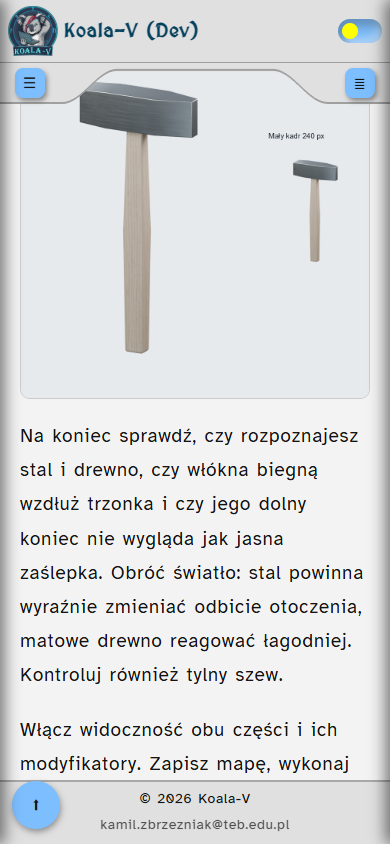 Koala-V (Dev)
KOALA-V
Mały kadr 240 px
Na koniec sprawdź, czy rozpoznajesz
stal i drewno, czy włókna biegną
wzdłuż trzonka i czy jego dolny
koniec nie wygląda jak jasna
zaślepka. Obróć światło: stal powinna
wyraźnie zmieniać odbicie otoczenia,
matowe drewno reagować łagodniej.
Kontroluj również tylny szew.
Włącz widoczność obu części i ich
modyfikatory. Zapisz mapę, wykonaj
© 2026 Koala-V
kamil.zbrzezniak@teb.edu.pl